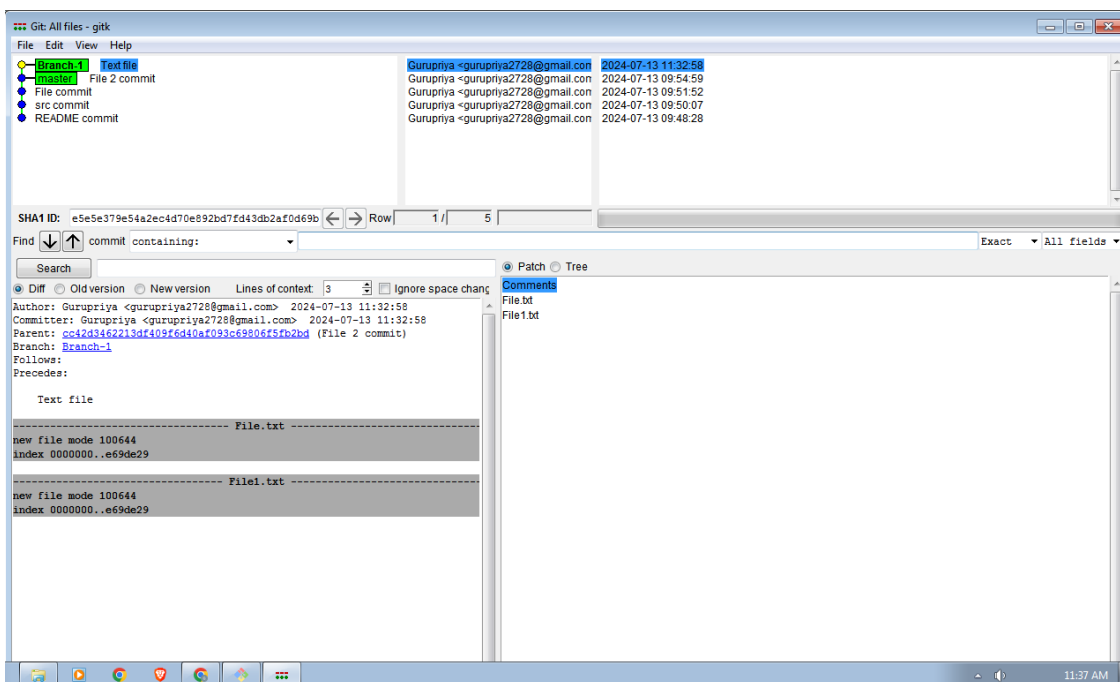 Git: All files - gitk
File Edit View Help
Branch-1 Text file Gurupriya <gurupriya2728@gmail.con 2024-07-13 11:32:58
master File 2 commit Gurupriya <gurupriya2728@gmail.con 2024-07-13 09:54:59
File commit Gurupriya <gurupriya2728@gmail.con 2024-07-13 09:51:52
src commit Gurupriya <gurupriya2728@gmail.con 2024-07-13 09:50:07
README commit Gurupriya <gurupriya2728@gmail.con 2024-07-13 09:48:28
SHA1 ID: e5e5e379e54a2ec4d70e892bd7fd43db2af0d69b Row 1 / 5
Find commit containing: Exact All fields
Search
Patch Tree
Diff Old version New version Lines of context: 3 Ignore space chang
Comments
File.txt
File1.txt
Author: Gurupriya <gurupriya2728@gmail.com> 2024-07-13 11:32:58
Committer: Gurupriya <gurupriya2728@gmail.com> 2024-07-13 11:32:58
Parent: cc42d3462213df409f6d40af093c69806f5fb2bd (File 2 commit)
Branch: Branch-1
Follows:
Precedes:
Text file
---------------------------------- File.txt ------------------------------
new file mode 100644
index 0000000..e69de29
--------------------------------- File1.txt ------------------------------
new file mode 100644
index 0000000..e69de29
11:37 AM